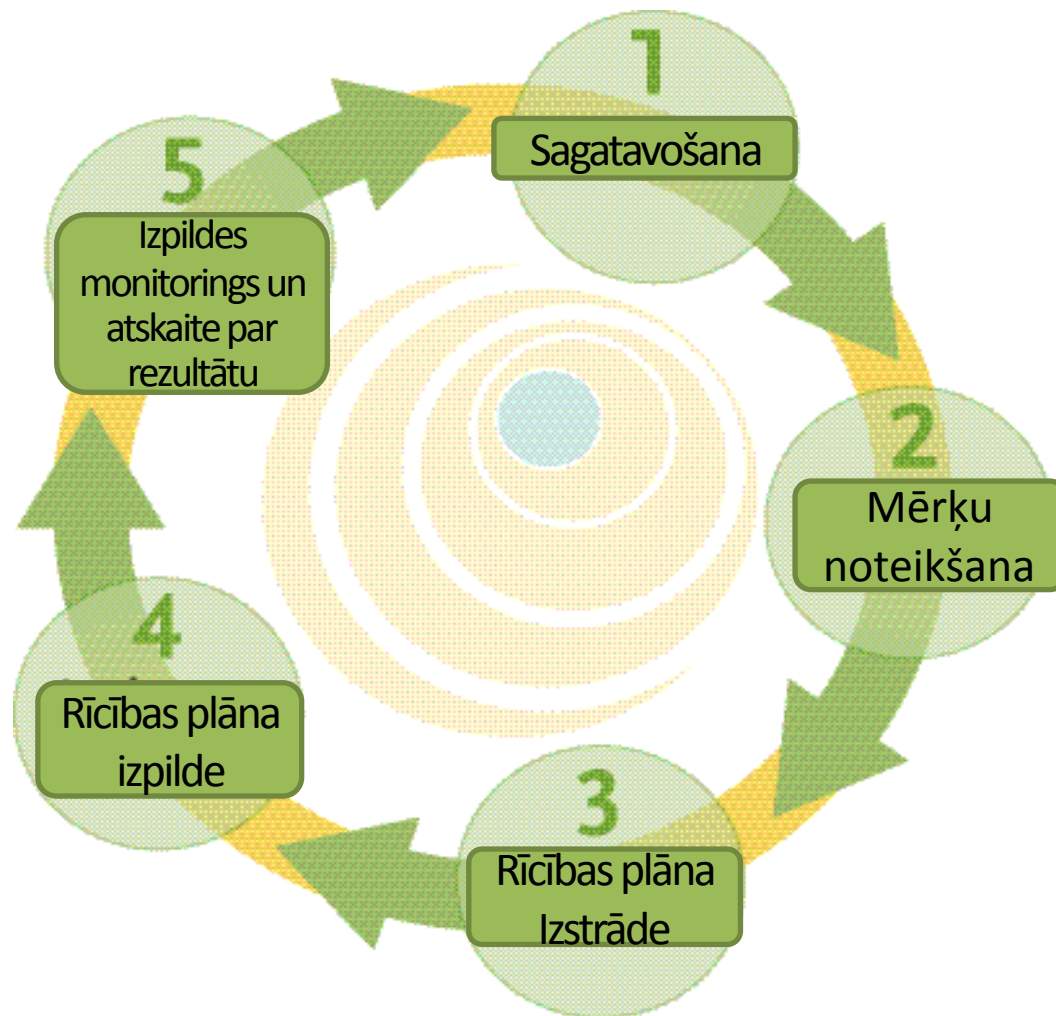 1
Sagatavošana
2
Mērķu
noteikšana
3
Rīcības plāna
Izstrāde
4
Rīcības plāna
izpilde
5
Izpildes
monitorings un
atskaite par
rezultātu